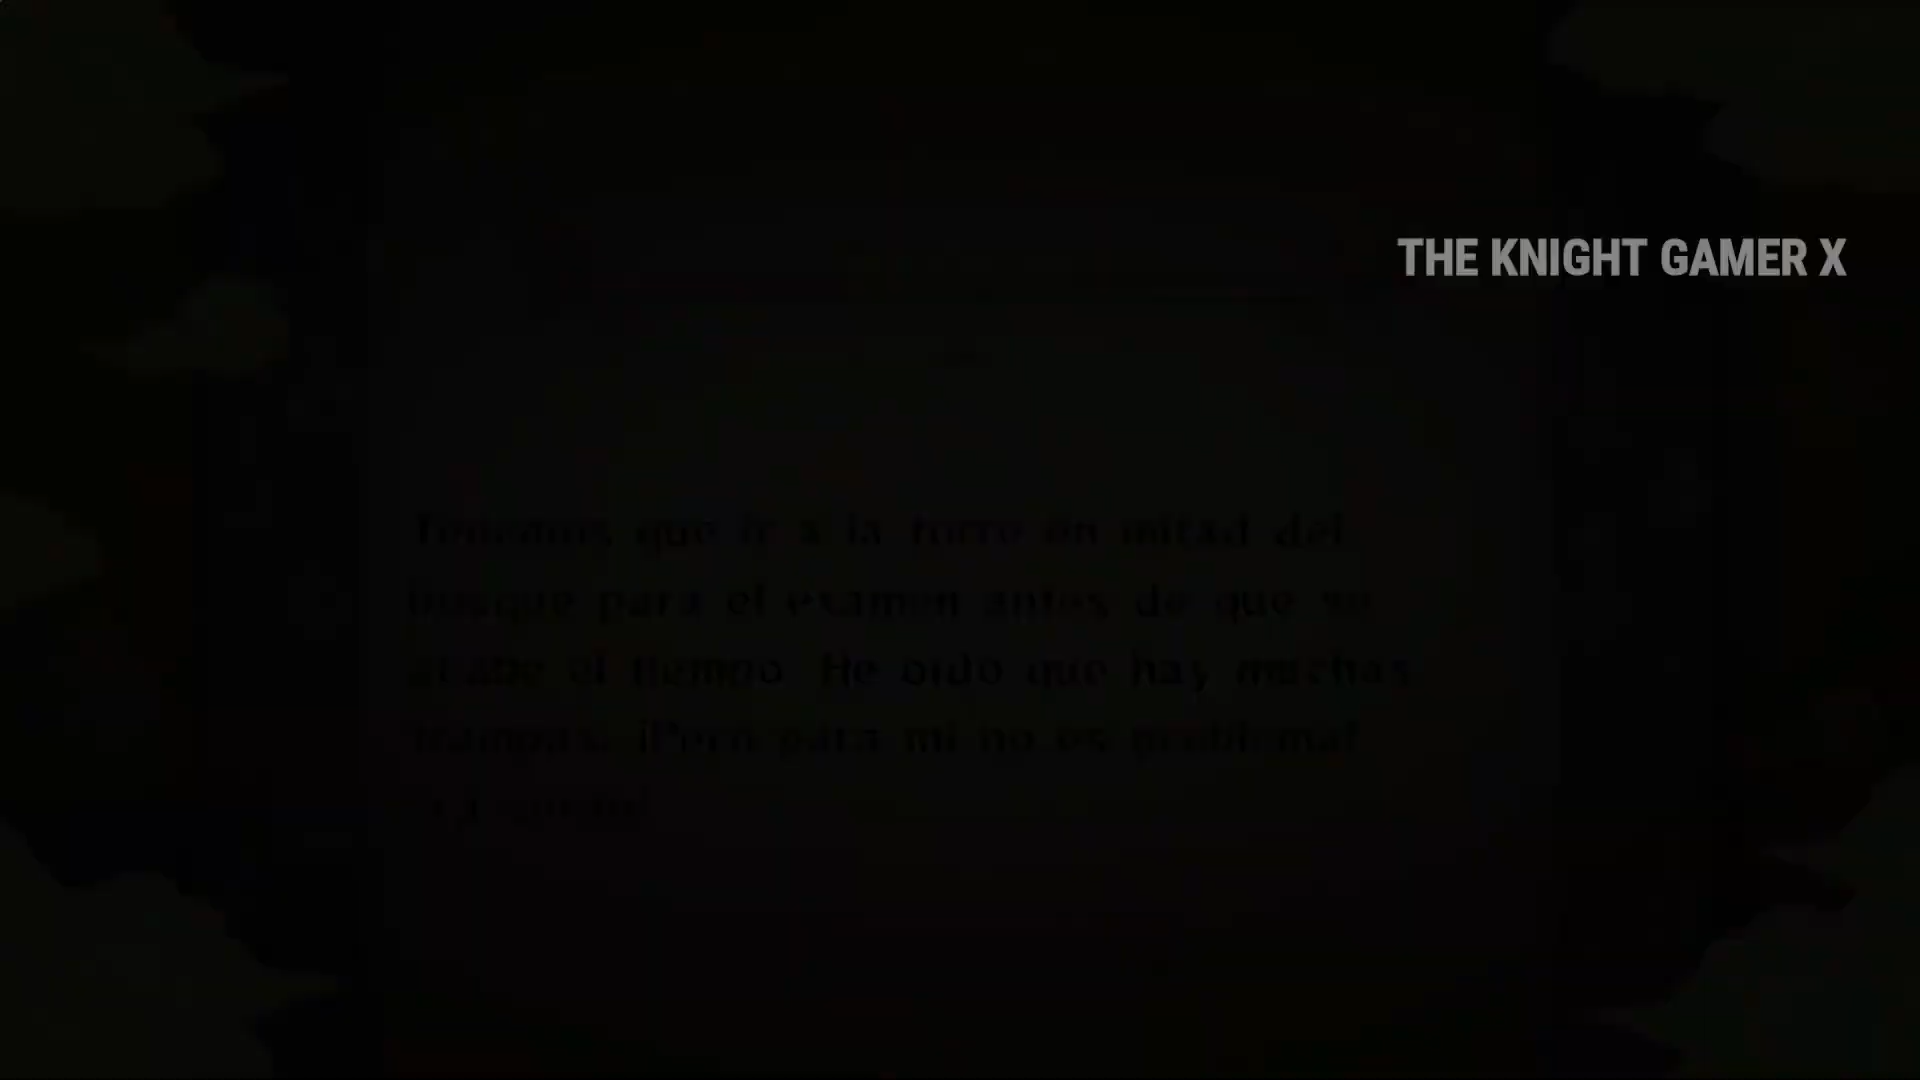 THE KNIGHT GAMER X
Tenemos que ir a la torre en mitad del
bosque para el examen antes de que se
acabe el tiempo. He oído que hay muchas
trampas. ¡Pero para mí no es problema!